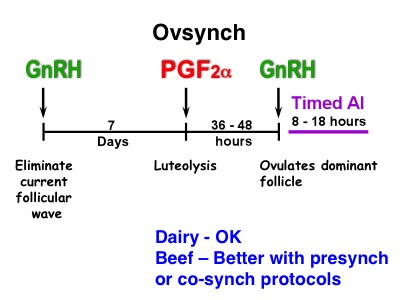 Ovsynch
GnRH PGF2α GnRH
Timed AI
7 36 - 48 8 - 18 hours
Days hours
Eliminate current follicular wave
Luteolysis
Ovulates dominant follicle
Dairy - OK
Beef – Better with presynch
or co-synch protocols